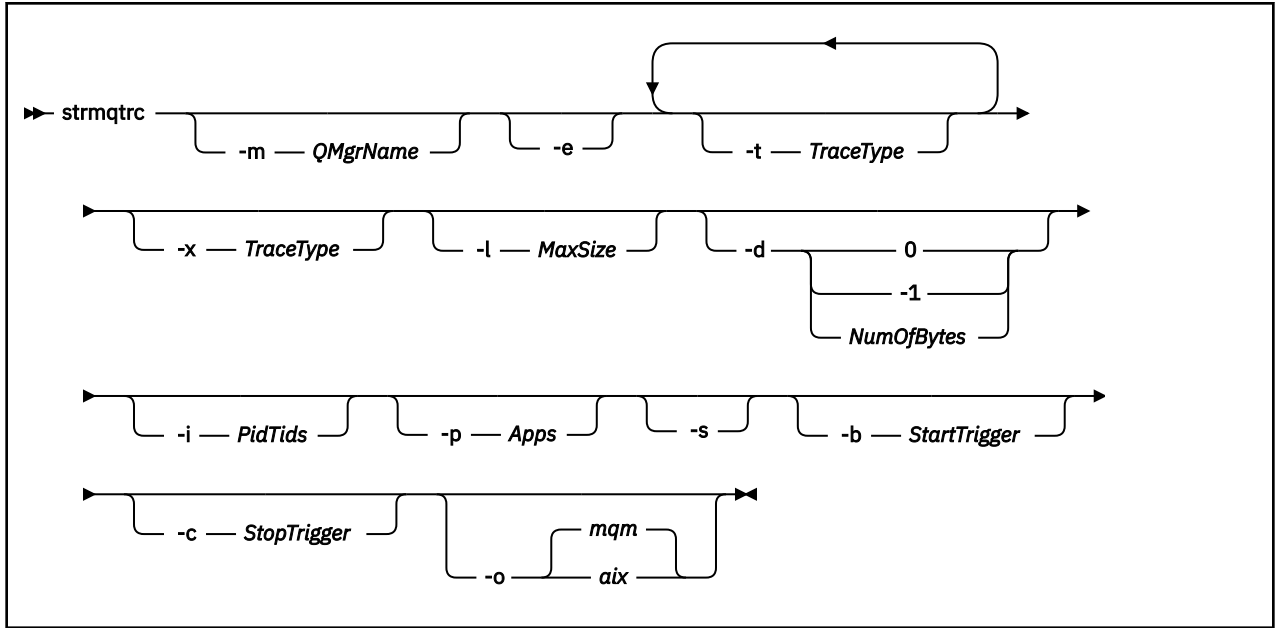 strmqtrc
-m QMgrName -e -t TraceType
-x TraceType -l MaxSize -d 0
-1
NumOfBytes
-i PidTids -p Apps -s -b StartTrigger
-c StopTrigger mqm
-o aix